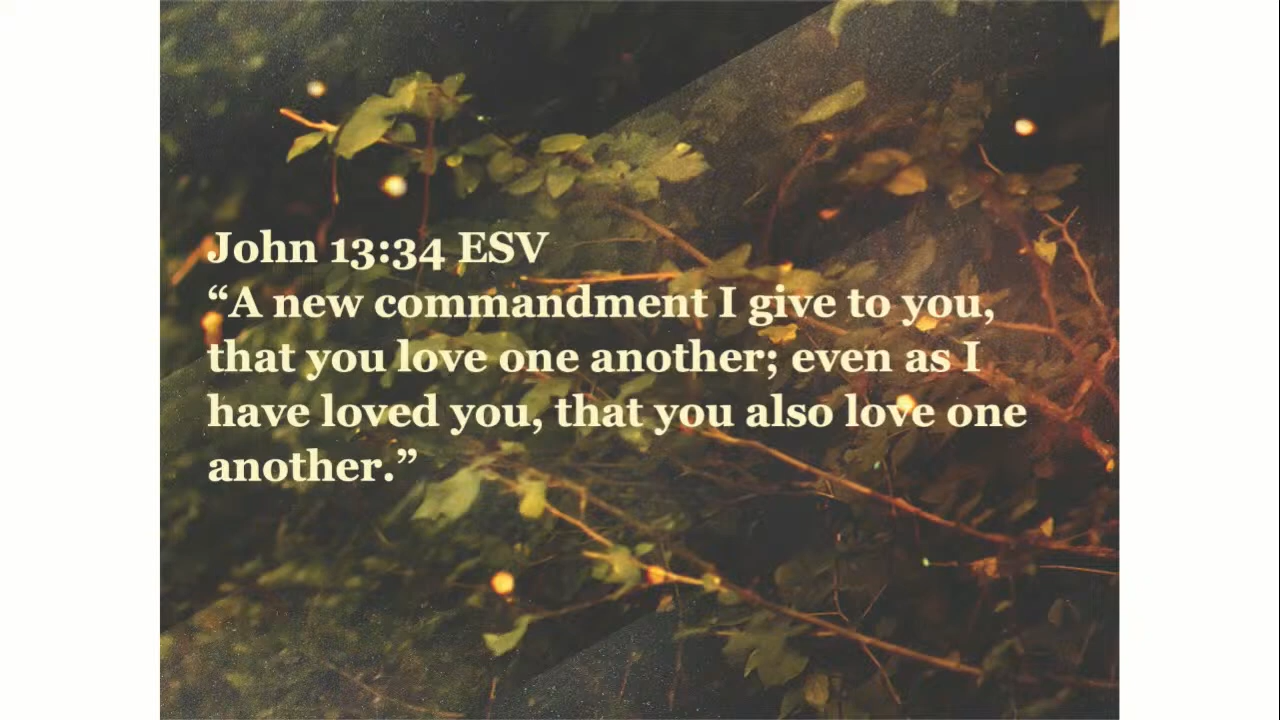 John 13:34 ESV
“A new commandment I give to you,
that you love one another; even as I
have loved you, that you also love one
another.”